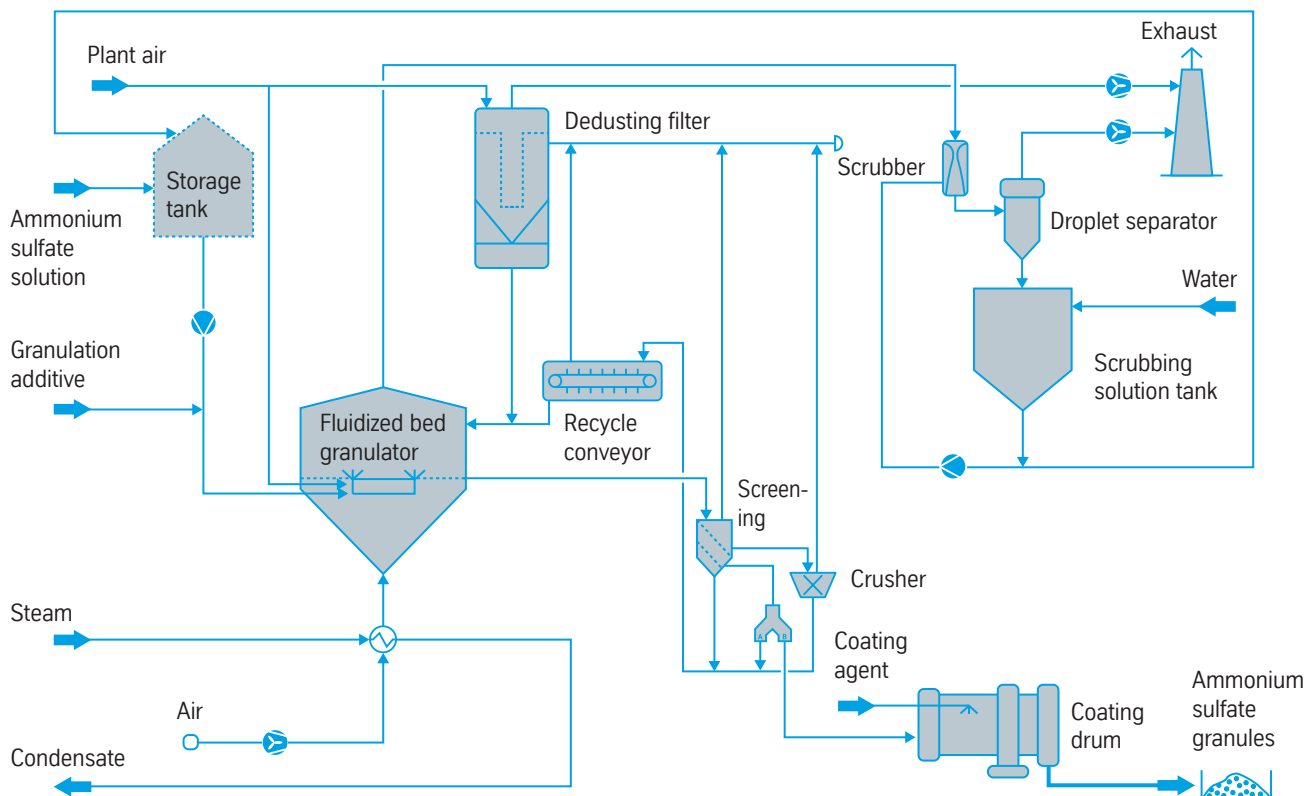 Exhaust
Plant air
Dedusting filter
Scrubber
Storage
tank
Ammonium
sulfate
solution
Droplet separator
Water
Granulation
additive
Scrubbing
solution tank
Fluidized bed
granulator
Recycle
conveyor
Screen-
ing
Crusher
Steam
A
B
Coating
agent
Air
Coating
drum
Ammonium
sulfate
granules
Condensate